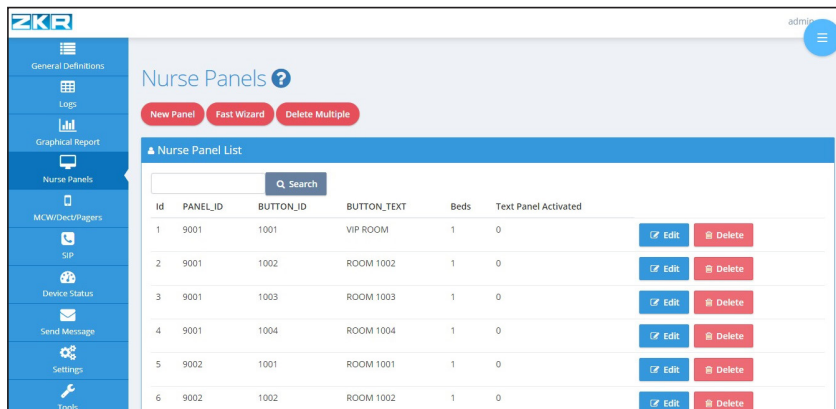 ZKR
admin
General Definitions
Logs
Graphical Report
Nurse Panels
MCW/Dect/Pagers
SIP
Device Status
Send Message
Settings
Tools
Nurse Panels ?
New Panel Fast Wizard Delete Multiple
Nurse Panel List
Search
Id PANEL_ID BUTTON_ID BUTTON_TEXT Beds Text Panel Activated
1 9001 1001 VIP ROOM 1 0 Edit Delete
2 9001 1002 ROOM 1002 1 0 Edit Delete
3 9001 1003 ROOM 1003 1 0 Edit Delete
4 9001 1004 ROOM 1004 1 0 Edit Delete
5 9002 1001 ROOM 1001 1 0 Edit Delete
6 9002 1002 ROOM 1002 1 0 Edit Delete